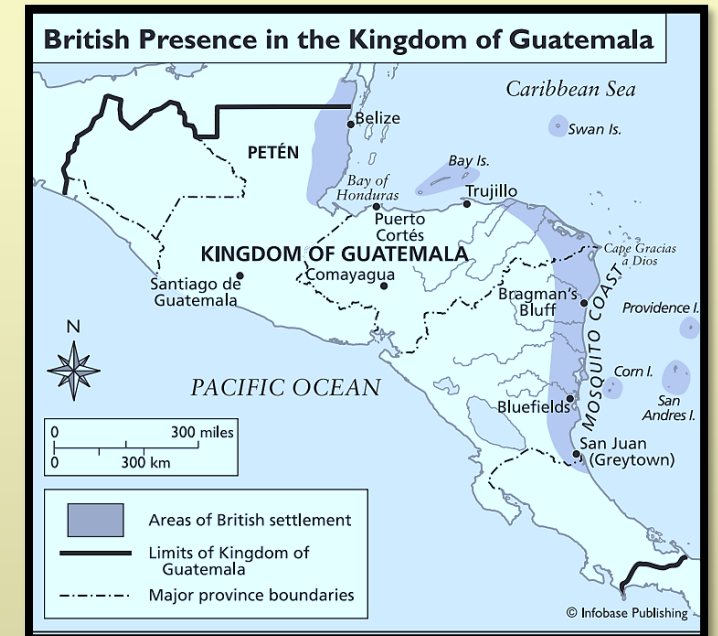 British Presence in the Kingdom of Guatemala
Caribbean Sea
Belize
Swan Is.
PETÉN
Bay Is.
Bay of
Honduras
Trujillo
Puerto
Cortés
KINGDOM OF GUATEMALA
Cape Gracias
a Dios
Santiago de
Guatemala
Comayagua
Bragman's
Bluff
MOSQUITO COAST
Providence I.
N
PACIFIC OCEAN
Corn I.
San
Andres I.
Bluefields
San Juan
(Greytown)
0 300 miles
0 300 km
Areas of British settlement
Limits of Kingdom of
Guatemala
Major province boundaries
© Infobase Publishing